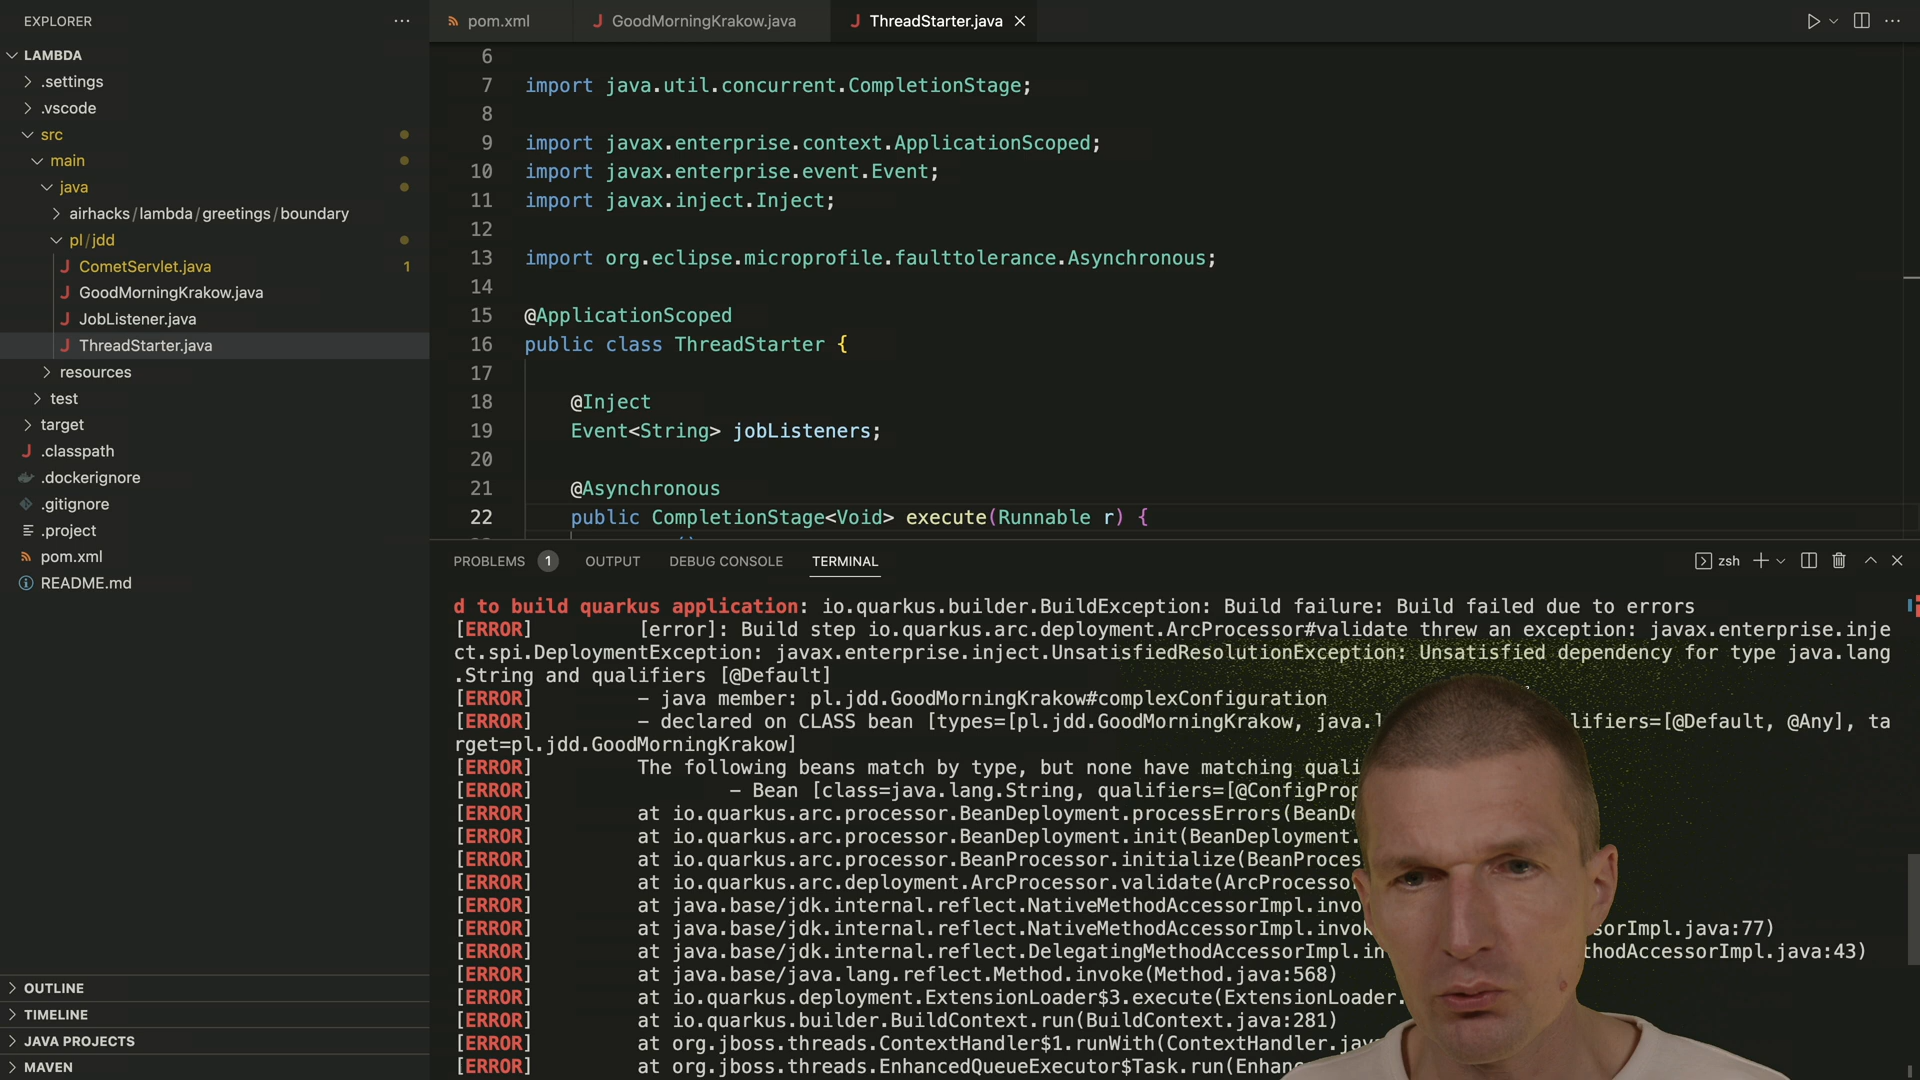 EXPLORER
pom.xml
GoodMorningKrakow.java
ThreadStarter.java
LAMBDA
.settings
.vscode
src
main
java
airhacks/lambda/greetings/boundary
pl/jdd
CometServlet.java 1
GoodMorningKrakow.java
JobListener.java
ThreadStarter.java
resources
test
target
.classpath
.dockerignore
.gitignore
.project
pom.xml
README.md
OUTLINE
TIMELINE
JAVA PROJECTS
MAVEN
6
7 import java.util.concurrent.CompletionStage;
8
9 import javax.enterprise.context.ApplicationScoped;
10 import javax.enterprise.event.Event;
11 import javax.inject.Inject;
12
13 import org.eclipse.microprofile.faulttolerance.Asynchronous;
14
15 @ApplicationScoped
16 public class ThreadStarter {
17
18 @Inject
19 Event<String> jobListeners;
20
21 @Asynchronous
22 public CompletionStage<Void> execute(Runnable r) {
PROBLEMS 1 OUTPUT DEBUG CONSOLE TERMINAL zsh
d to build quarkus application: io.quarkus.builder.BuildException: Build failure: Build failed due to errors
[ERROR] [error]: Build step io.quarkus.arc.deployment.ArcProcessor#validate threw an exception: javax.enterprise.inje
ct.spi.DeploymentException: javax.enterprise.inject.UnsatisfiedResolutionException: Unsatisfied dependency for type java.lang
.String and qualifiers [@Default]
[ERROR] - java member: pl.jdd.GoodMorningKrakow#complexConfiguration
[ERROR] - declared on CLASS bean [types=[pl.jdd.GoodMorningKrakow, java.l lifiers=[@Default, @Any], ta
rget=pl.jdd.GoodMorningKrakow]
[ERROR] The following beans match by type, but none have matching quali
[ERROR] - Bean [class=java.lang.String, qualifiers=[@ConfigProp
[ERROR] at io.quarkus.arc.processor.BeanDeployment.processErrors(BeanDe
[ERROR] at io.quarkus.arc.processor.BeanDeployment.init(BeanDeployment.
[ERROR] at io.quarkus.arc.processor.BeanProcessor.initialize(BeanProces
[ERROR] at io.quarkus.arc.deployment.ArcProcessor.validate(ArcProcesso
[ERROR] at java.base/jdk.internal.reflect.NativeMethodAccessorImpl.invo
[ERROR] at java.base/jdk.internal.reflect.NativeMethodAccessorImpl.invok sorImpl.java:77)
[ERROR] at java.base/jdk.internal.reflect.DelegatingMethodAccessorImpl.in thodAccessorImpl.java:43)
[ERROR] at java.base/java.lang.reflect.Method.invoke(Method.java:568)
[ERROR] at io.quarkus.deployment.ExtensionLoader$3.execute(ExtensionLoader.
[ERROR] at io.quarkus.builder.BuildContext.run(BuildContext.java:281)
[ERROR] at org.jboss.threads.ContextHandler$1.runWith(ContextHandler.jav
[ERROR] at org.jboss.threads.EnhancedQueueExecutor$Task.run(Enhanc